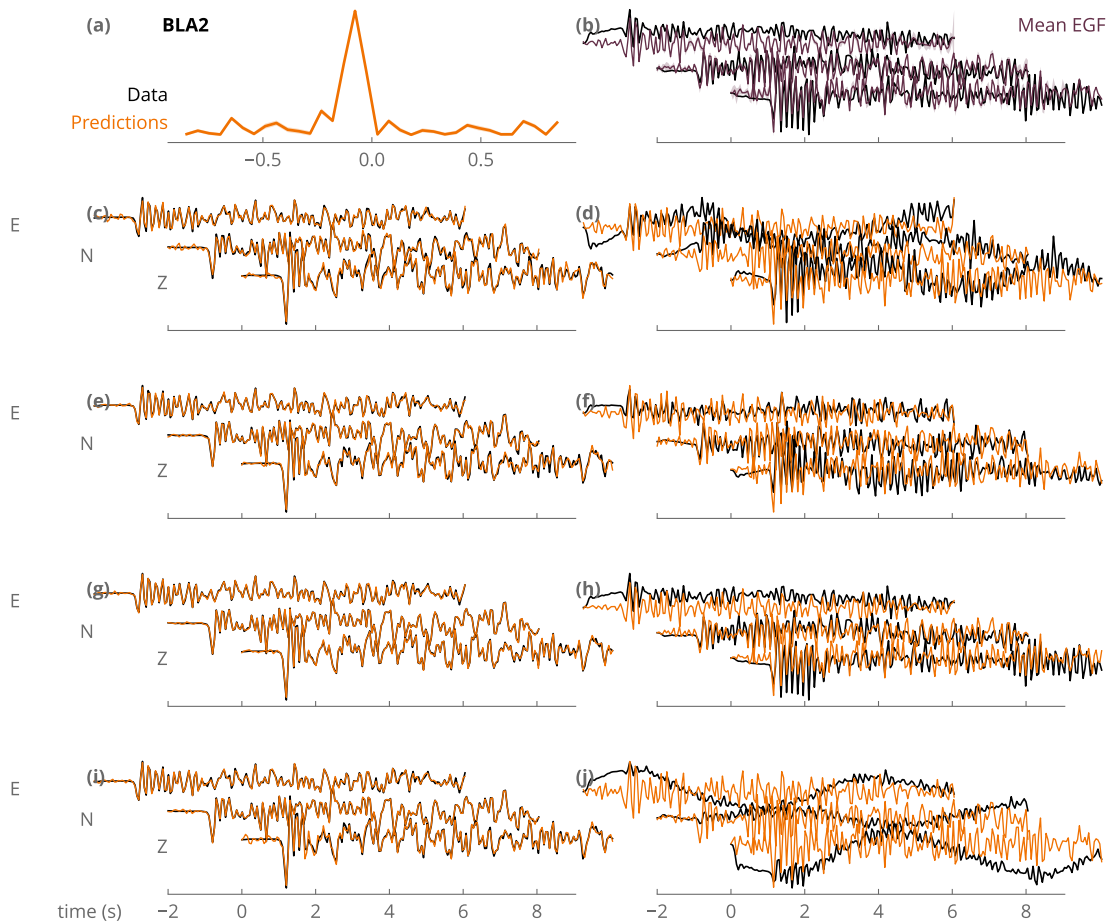 (a) BLA2 (b) Mean EGF
Data
Predictions
−0.5 0.0 0.5
(c) (d)
E
N
Z
(e) (f)
E
N
Z
(g) (h)
E
N
Z
(i) (j)
E
N
Z
time (s) −2 0 2 4 6 8 −2 0 2 4 6 8